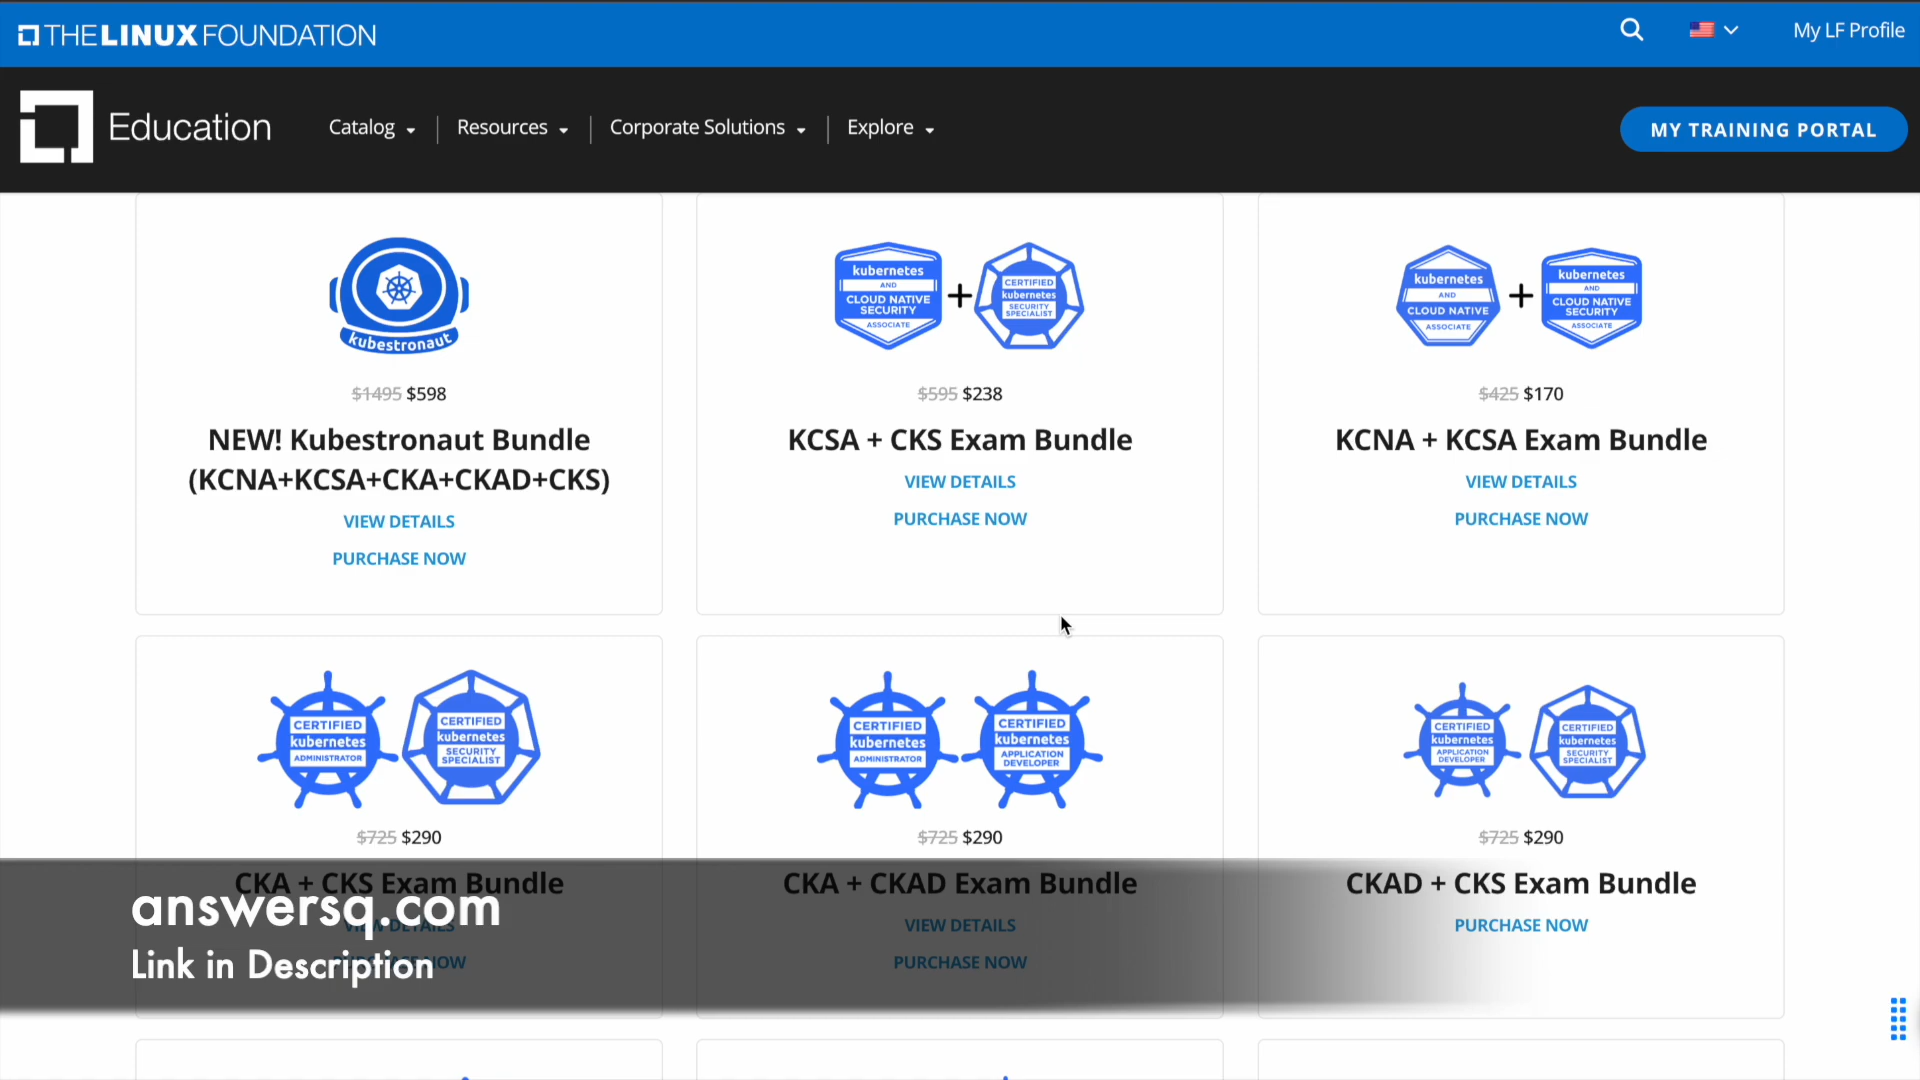 THE LINUX FOUNDATION
My LF Profile
Education
Catalog
Resources
Corporate Solutions
Explore
MY TRAINING PORTAL
kubestronaut
$1495 $598
NEW! Kubestronaut Bundle
(KCNA+KCSA+CKA+CKAD+CKS)
VIEW DETAILS
PURCHASE NOW
kubernetes
AND
CLOUD NATIVE
SECURITY
ASSOCIATE
+
CERTIFIED
kubernetes
SECURITY
SPECIALIST
$595 $238
KCSA + CKS Exam Bundle
VIEW DETAILS
PURCHASE NOW
kubernetes
AND
CLOUD NATIVE
ASSOCIATE
+
kubernetes
AND
CLOUD NATIVE
SECURITY
ASSOCIATE
$425 $170
KCNA + KCSA Exam Bundle
VIEW DETAILS
PURCHASE NOW
CERTIFIED
kubernetes
ADMINISTRATOR
CERTIFIED
kubernetes
SECURITY
SPECIALIST
$725 $290
CKA + CKS Exam Bundle
VIEW DETAILS
PURCHASE NOW
CERTIFIED
kubernetes
ADMINISTRATOR
CERTIFIED
kubernetes
APPLICATION
DEVELOPER
$725 $290
CKA + CKAD Exam Bundle
VIEW DETAILS
PURCHASE NOW
CERTIFIED
kubernetes
APPLICATION
DEVELOPER
CERTIFIED
kubernetes
SECURITY
SPECIALIST
$725 $290
CKAD + CKS Exam Bundle
PURCHASE NOW
answersq.com
Link in Description